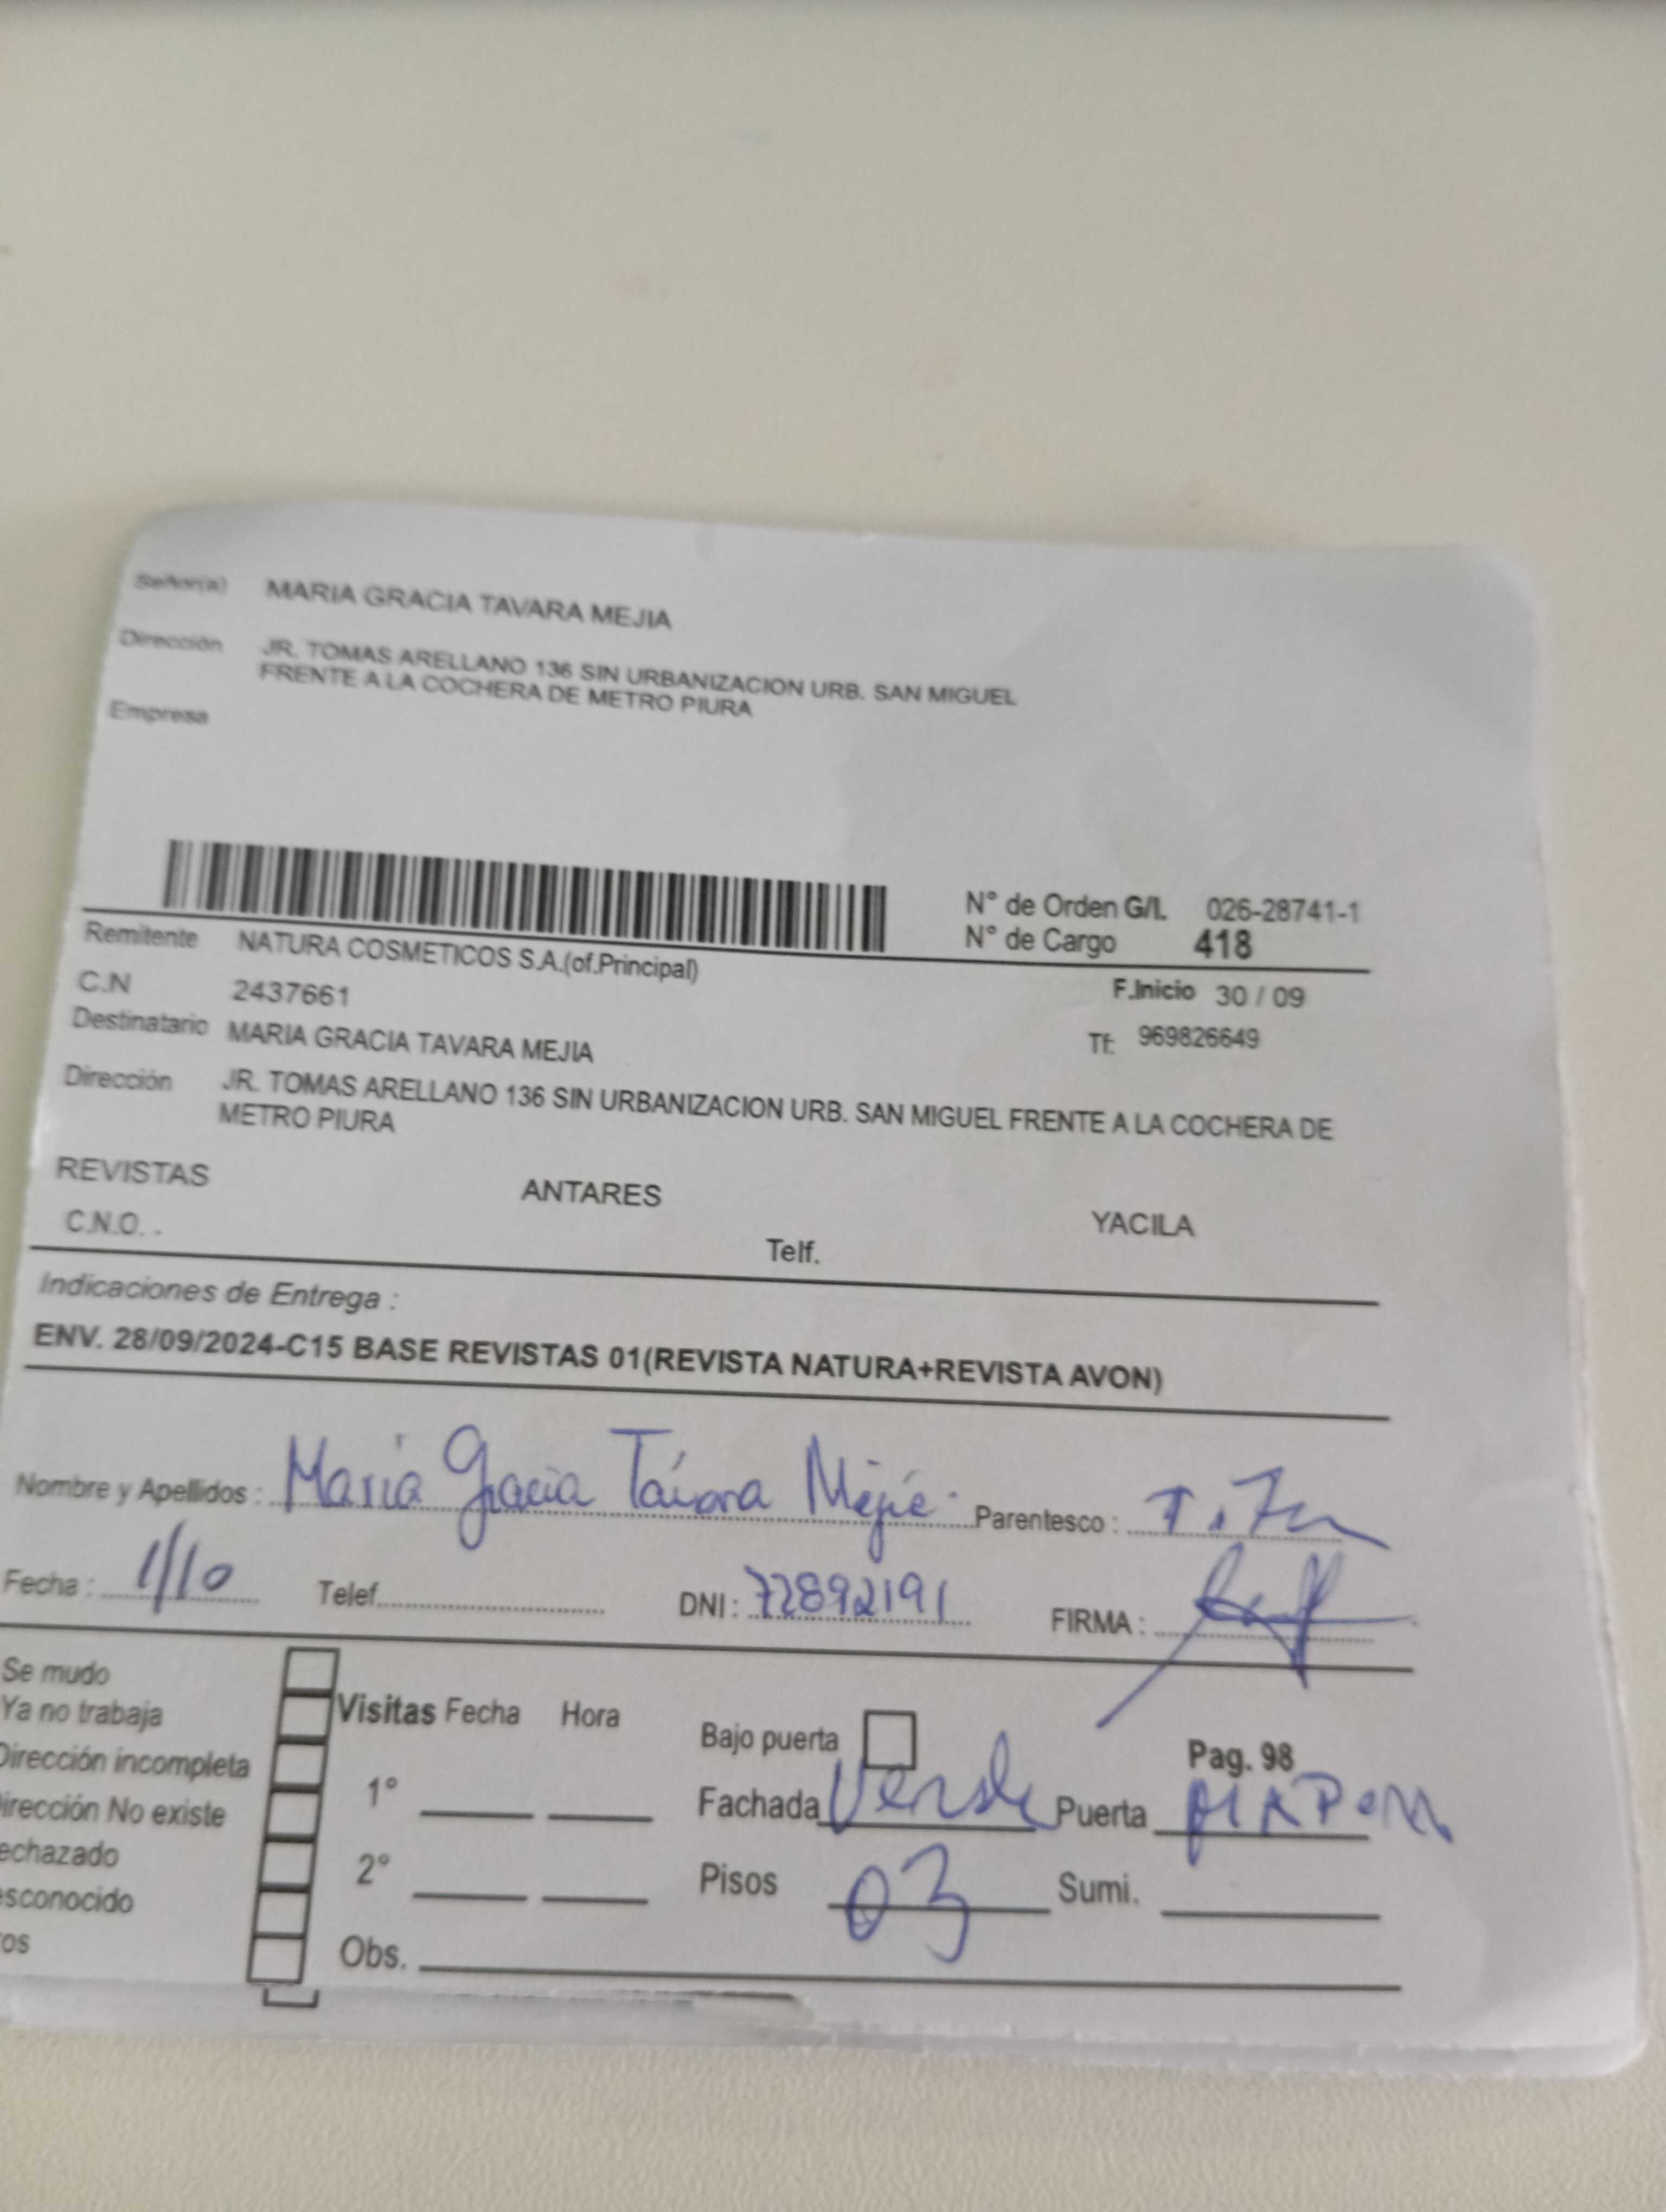 Señor(a) MARIA GRACIA TAVARA MEJIA
Dirección JR. TOMAS ARELLANO 136 SIN URBANIZACION URB. SAN MIGUEL
FRENTE A LA COCHERA DE METRO PIURA
Empresa
N° de Orden G/L 026-28741-1
N° de Cargo 418
Remitente NATURA COSMETICOS S.A.(of.Principal)
C.N 2437661 F.Inicio 30 / 09
Destinatario MARIA GRACIA TAVARA MEJIA Tf: 969826649
Dirección JR. TOMAS ARELLANO 136 SIN URBANIZACION URB. SAN MIGUEL FRENTE A LA COCHERA DE
METRO PIURA
REVISTAS ANTARES YACILA
C.N.O. . Telf.
Indicaciones de Entrega :
ENV. 28/09/2024-C15 BASE REVISTAS 01(REVISTA NATURA+REVISTA AVON)
Nombre y Apellidos : María Gracia Távara Mejía. Parentesco :
Fecha : 1/10 Telef. DNI : 72892191 FIRMA :
Se mudo
Ya no trabaja Visitas Fecha Hora Bajo puerta Pag. 98
Dirección incompleta
1° Fachada Verde Puerta
irección No existe
echazado 2° Pisos 03 Sumi.
esconocido
os Obs.